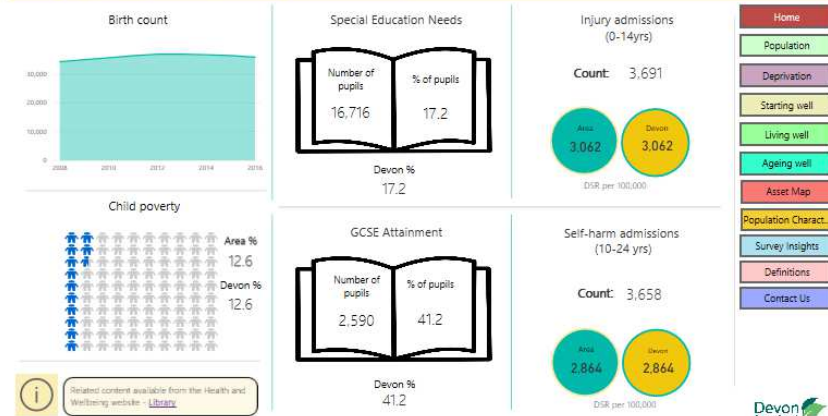 Birth count
30,000
20,000
10,000
0
2008
2010
2012
2014
2016
Child poverty
Area %
12.6
Devon %
12.6
i
Related content available from the Health and
Wellbeing website - Library
Special Education Needs
Number of
pupils
16,716
% of pupils
17.2
Devon %
17.2
GCSE Attainment
Number of
pupils
2,590
% of pupils
41.2
Devon %
41.2
Injury admissions
(0-14yrs)
Count: 3,691
Area
3,062
Devon
3,062
DSR per 100,000
Self-harm admissions
(10-24 yrs)
Count: 3,658
Area
2,864
Devon
2,864
DSR per 100,000
Home
Population
Deprivation
Starting well
Living well
Ageing well
Asset Map
Population Charact...
Survey Insights
Definitions
Contact Us
Devon